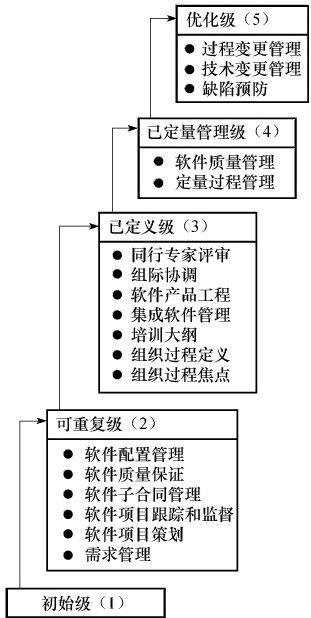 优化级（5）
● 过程变更管理
● 技术变更管理
● 缺陷预防
已定量管理级（4）
● 软件质量管理
● 定量过程管理
已定义级（3）
● 同行专家评审
● 组际协调
● 软件产品工程
● 集成软件管理
● 培训大纲
● 组织过程定义
● 组织过程焦点
可重复级（2）
● 软件配置管理
● 软件质量保证
● 软件子合同管理
● 软件项目跟踪和监督
● 软件项目策划
● 需求管理
初始级（1）